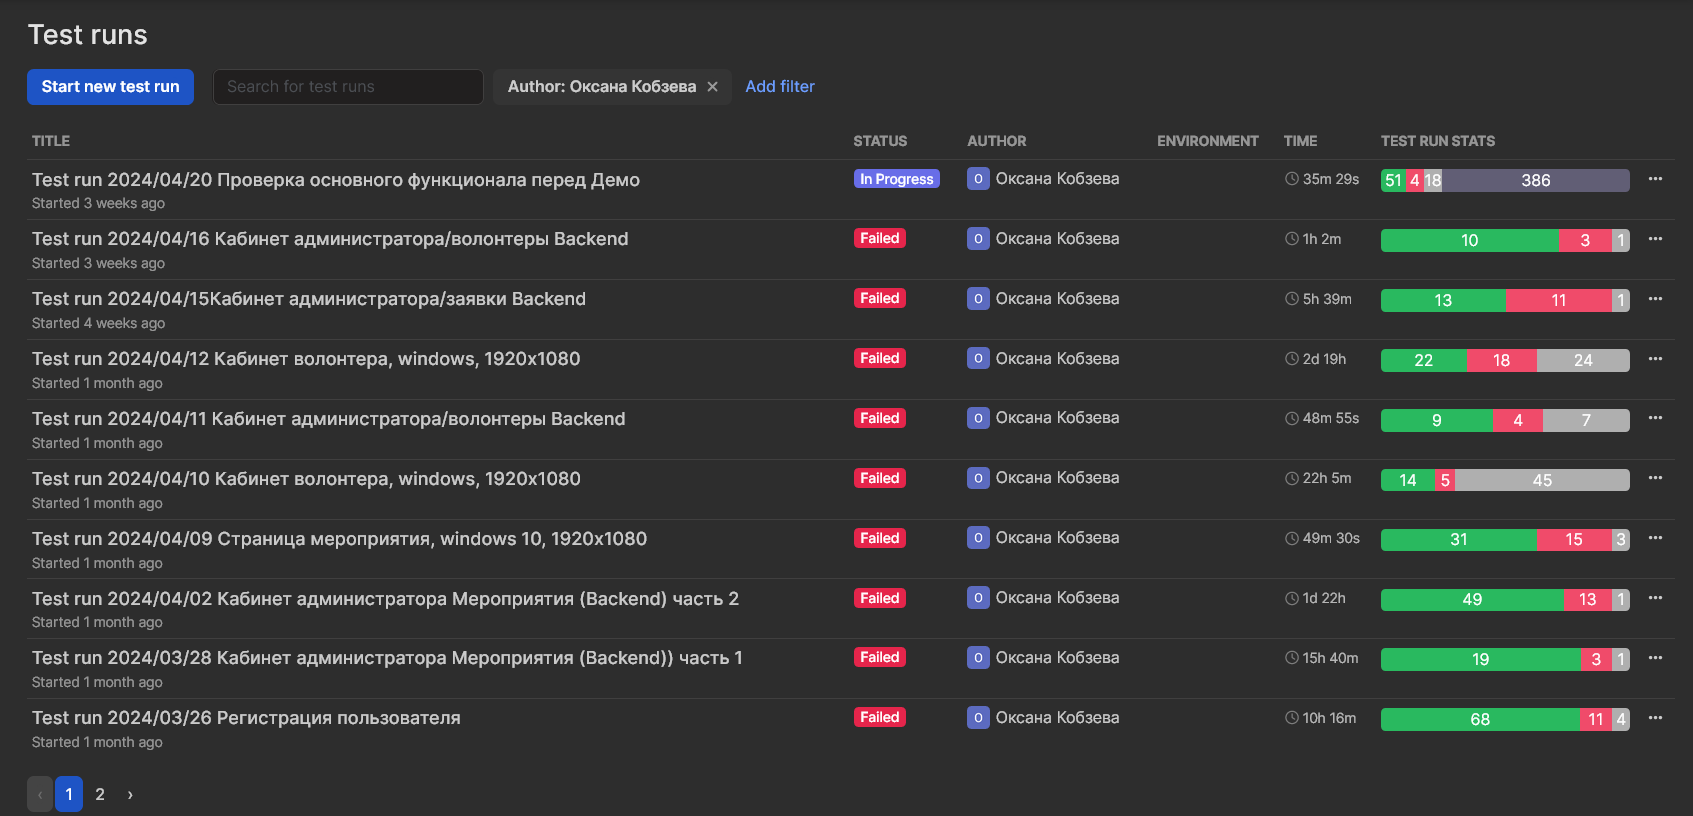 Test runs
Start new test run Search for test runs Author: Оксана Кобзева × Add filter
TITLE STATUS AUTHOR ENVIRONMENT TIME TEST RUN STATS
Test run 2024/04/20 Проверка основного функционала перед Демо In Progress O Оксана Кобзева 35m 29s 51 4 18 386 ···
Started 3 weeks ago
Test run 2024/04/16 Кабинет администратора/волонтеры Backend Failed O Оксана Кобзева 1h 2m 10 3 1 ···
Started 3 weeks ago
Test run 2024/04/15Кабинет администратора/заявки Backend Failed O Оксана Кобзева 5h 39m 13 11 1 ···
Started 4 weeks ago
Test run 2024/04/12 Кабинет волонтера, windows, 1920x1080 Failed O Оксана Кобзева 2d 19h 22 18 24 ···
Started 1 month ago
Test run 2024/04/11 Кабинет администратора/волонтеры Backend Failed O Оксана Кобзева 48m 55s 9 4 7 ···
Started 1 month ago
Test run 2024/04/10 Кабинет волонтера, windows, 1920x1080 Failed O Оксана Кобзева 22h 5m 14 5 45 ···
Started 1 month ago
Test run 2024/04/09 Страница мероприятия, windows 10, 1920x1080 Failed O Оксана Кобзева 49m 30s 31 15 3 ···
Started 1 month ago
Test run 2024/04/02 Кабинет администратора Мероприятия (Backend) часть 2 Failed O Оксана Кобзева 1d 22h 49 13 1 ···
Started 1 month ago
Test run 2024/03/28 Кабинет администратора Мероприятия (Backend)) часть 1 Failed O Оксана Кобзева 15h 40m 19 3 1 ···
Started 1 month ago
Test run 2024/03/26 Регистрация пользователя Failed O Оксана Кобзева 10h 16m 68 11 4 ···
Started 1 month ago
‹ 1 2 ›